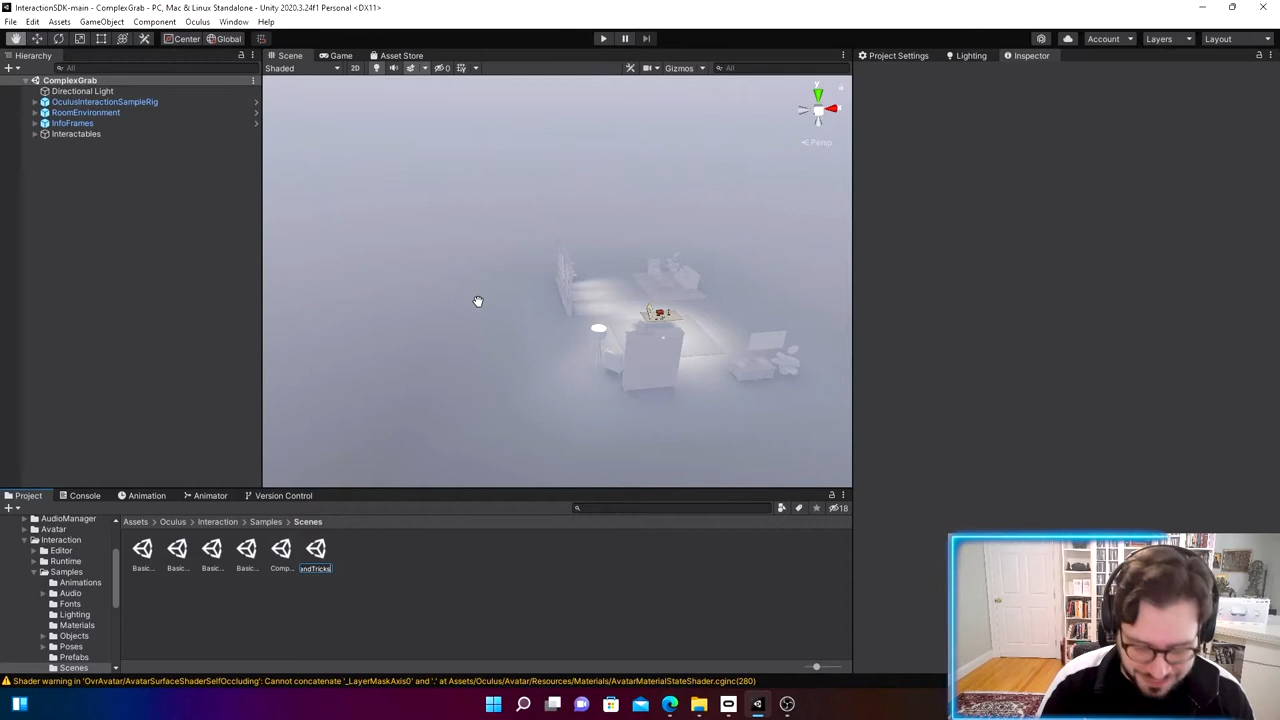 InteractionSDK-main - ComplexGrab - PC, Mac & Linux Standalone - Unity 2020.3.24f1 Personal <DX11>
File Edit Assets GameObject Component Oculus Window Help
Center Global Account Layers Layout
Hierarchy Scene Game Asset Store Project Settings Lighting Inspector
All Shaded 2D 0 Gizmos All
ComplexGrab
Directional Light
OculusInteractionSampleRig
RoomEnvironment
InfoFrames
Interactables
y
x
Persp
Project Console Animation Animator Version Control
18
AudioManager
Avatar
Interaction
Editor
Runtime
Samples
Animations
Audio
Fonts
Lighting
Materials
Objects
Poses
Prefabs
Scenes
Assets Oculus Interaction Samples Scenes
Basic... Basic... Basic... Basic... Comp... andTricks
Shader warning in 'OvrAvatar/AvatarSurfaceShaderSelfOccluding': Cannot concatenate '_LayerMaskAxis0' and '.' at Assets/Oculus/Avatar/Resources/Materials/AvatarMaterialStateShader.cginc(280)